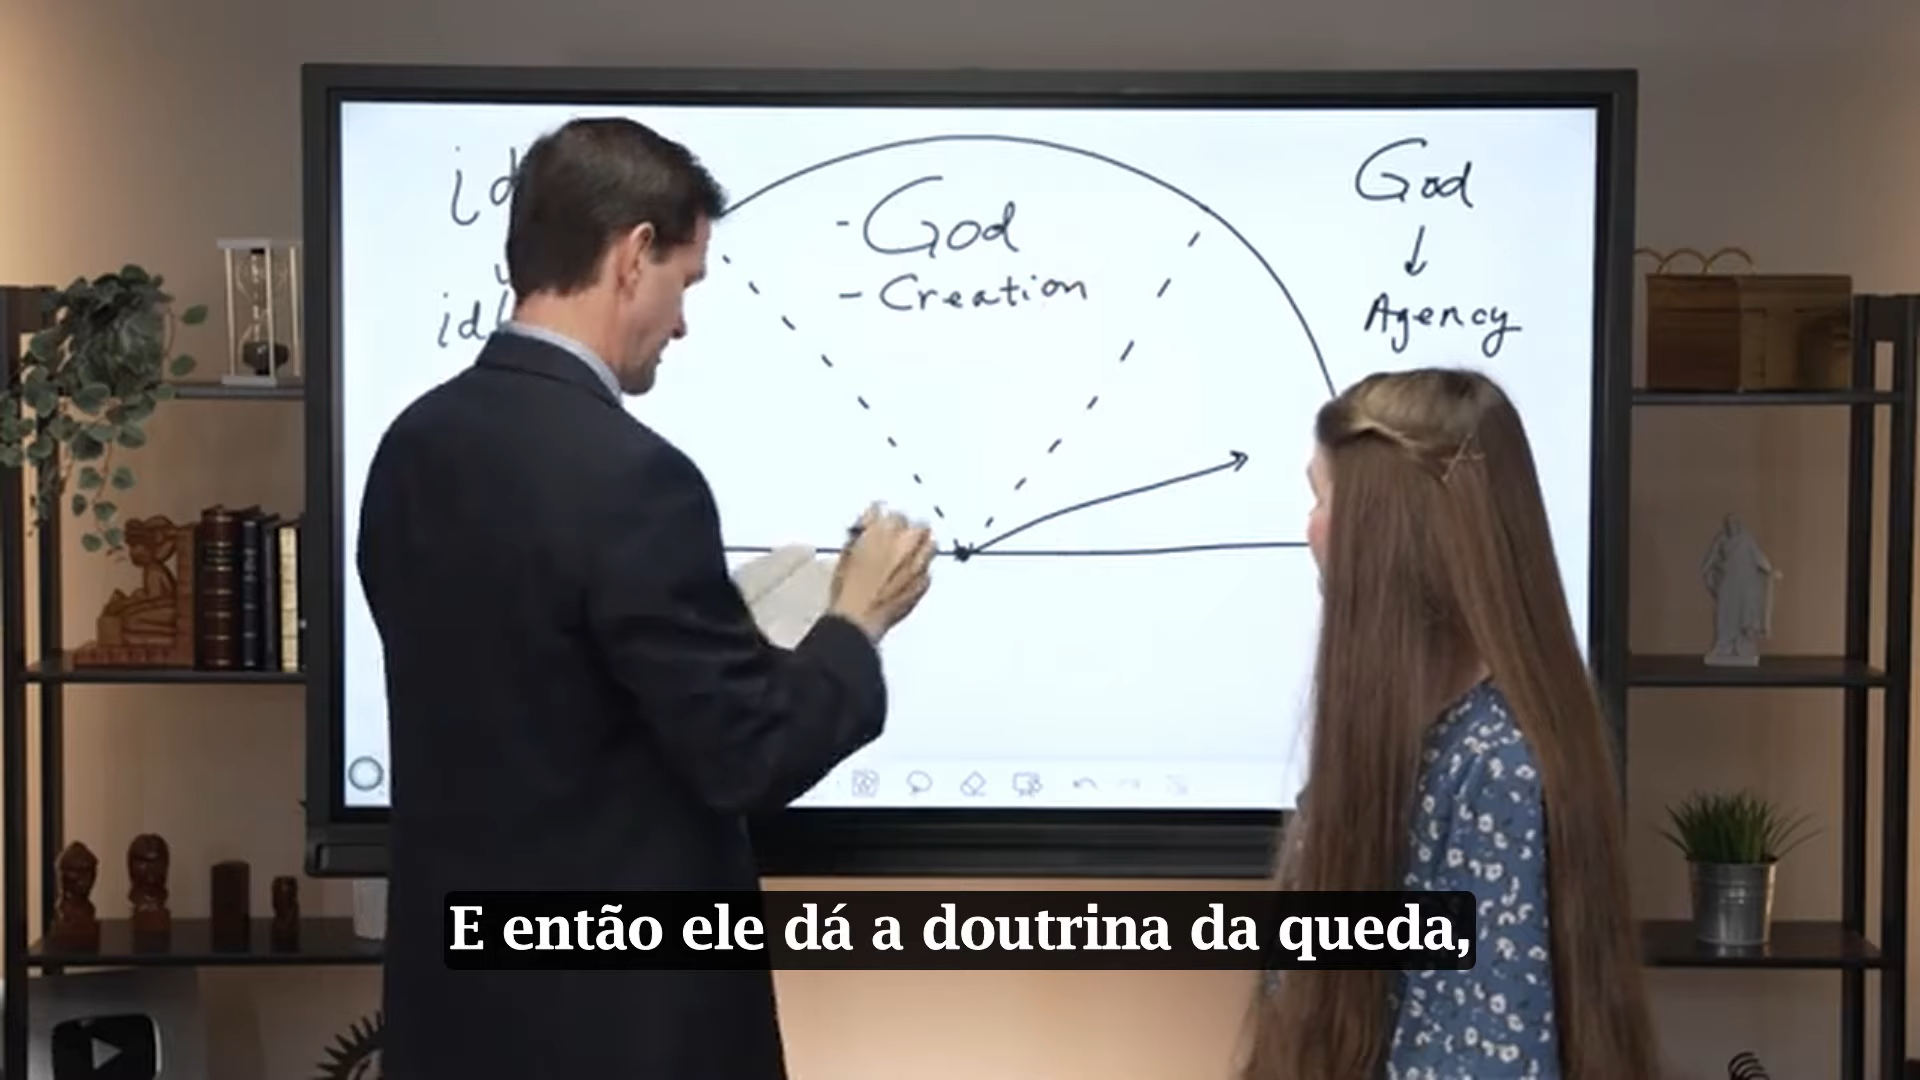 - God
- Creation
God
Agency
E então ele dá a doutrina da queda,